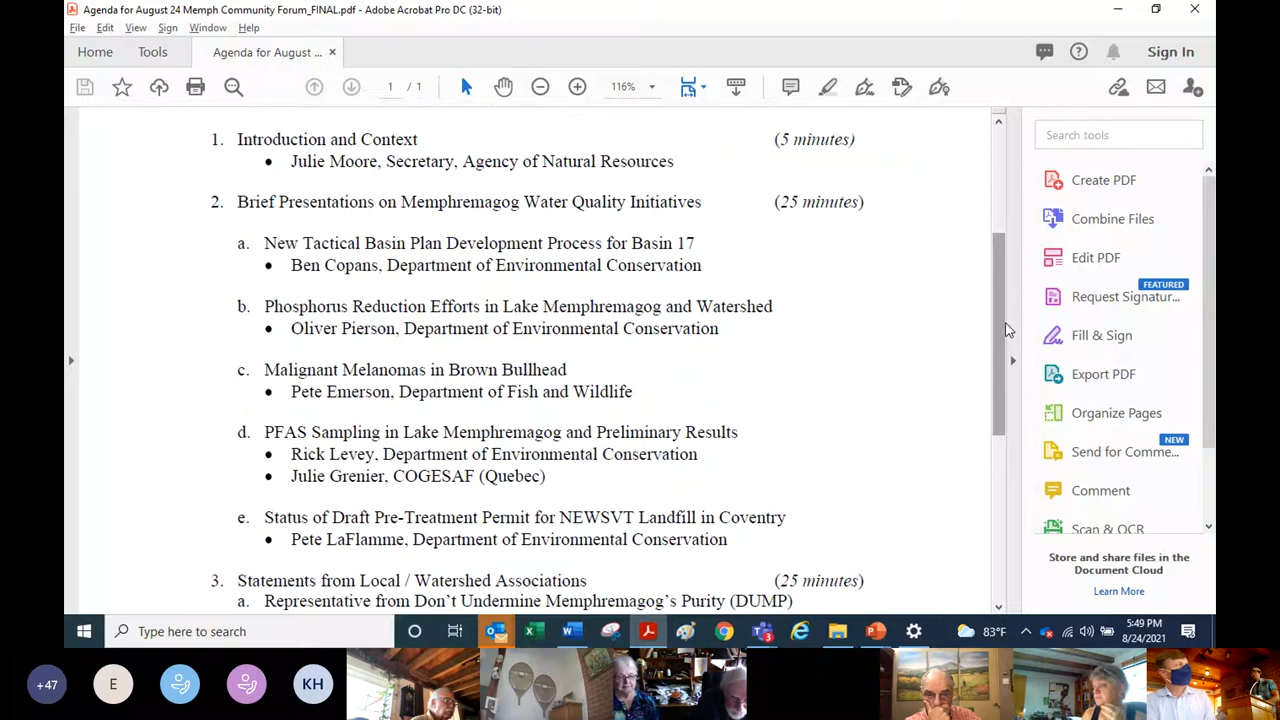 Agenda for August 24 Memph Community Forum_FINAL.pdf - Adobe Acrobat Pro DC (32-bit)
File Edit View Sign Window Help
Home Tools Agenda for August ... × Sign In
1 / 1 116%
1. Introduction and Context (5 minutes)
• Julie Moore, Secretary, Agency of Natural Resources
2. Brief Presentations on Memphremagog Water Quality Initiatives (25 minutes)
a. New Tactical Basin Plan Development Process for Basin 17
• Ben Copans, Department of Environmental Conservation
b. Phosphorus Reduction Efforts in Lake Memphremagog and Watershed
• Oliver Pierson, Department of Environmental Conservation
c. Malignant Melanomas in Brown Bullhead
• Pete Emerson, Department of Fish and Wildlife
d. PFAS Sampling in Lake Memphremagog and Preliminary Results
• Rick Levey, Department of Environmental Conservation
• Julie Grenier, COGESAF (Quebec)
e. Status of Draft Pre-Treatment Permit for NEWSVT Landfill in Coventry
• Pete LaFlamme, Department of Environmental Conservation
3. Statements from Local / Watershed Associations (25 minutes)
a. Representative from Don't Undermine Memphremagog's Purity (DUMP)
Search tools
Create PDF
Combine Files
Edit PDF
FEATURED
Request Signatur...
Fill & Sign
Export PDF
Organize Pages
NEW
Send for Comme...
Comment
Scan & OCR
Store and share files in the
Document Cloud
Learn More
Type here to search
83°F
5:49 PM
8/24/2021
+47 E KH